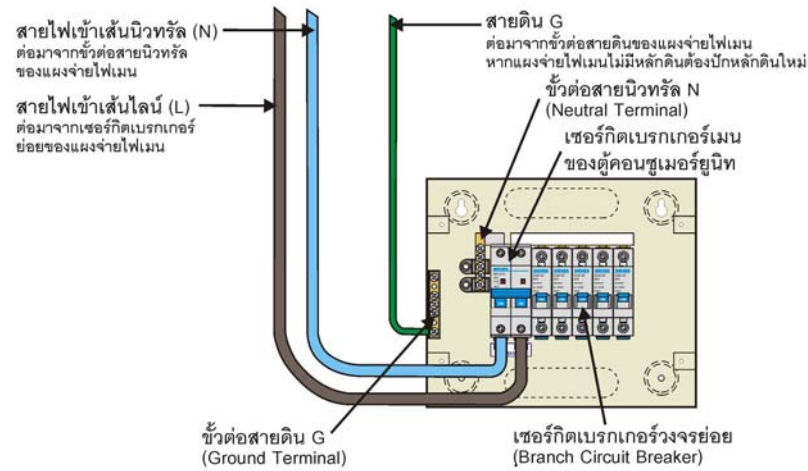 สายไฟเข้าเส้นนิวทรัล (N)
ต่อมาจากขั้วต่อสายนิวทรัล
ของแผงจ่ายไฟเมน
สายไฟเข้าเส้นไลน์ (L)
ต่อมาจากเซอร์กิตเบรกเกอร์
ย่อยของแผงจ่ายไฟเมน
สายดิน G
ต่อมาจากขั้วต่อสายดินของแผงจ่ายไฟเมน
หากแผงจ่ายไฟเมนไม่มีหลักดินต้องปักหลักดินใหม่
ขั้วต่อสายนิวทรัล N
(Neutral Terminal)
เซอร์กิตเบรกเกอร์เมน
ของตู้คอนซูเมอร์ยูนิท
ขั้วต่อสายดิน G
(Ground Terminal)
เซอร์กิตเบรกเกอร์วงจรย่อย
(Branch Circuit Breaker)